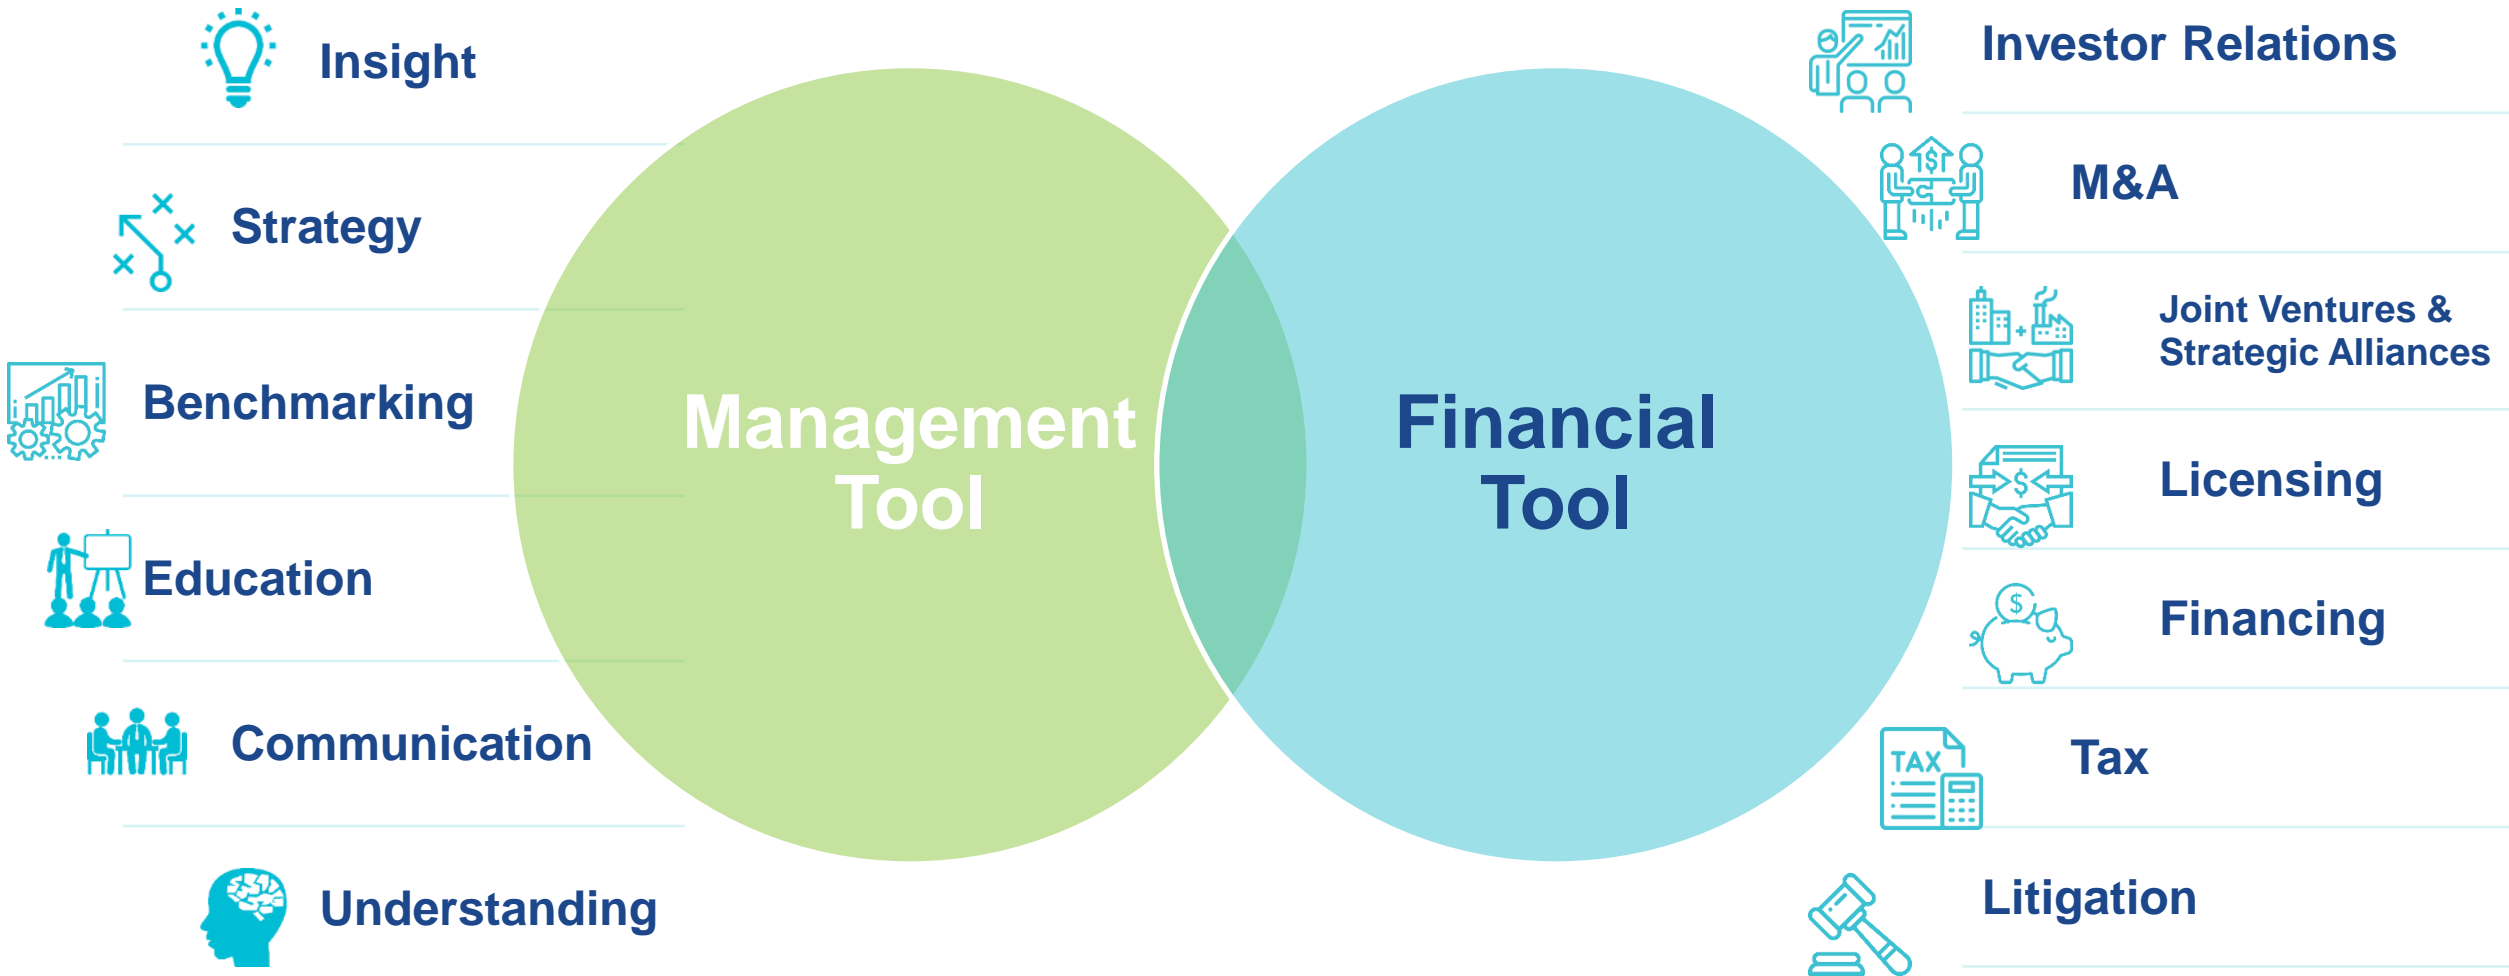 Insight
Strategy
Benchmarking
Education
Communication
Understanding
Management
Tool
Financial
Tool
Investor Relations
M&A
$
Joint Ventures &
Strategic Alliances
Licensing
$
Financing
$
Tax
TAX
Litigation